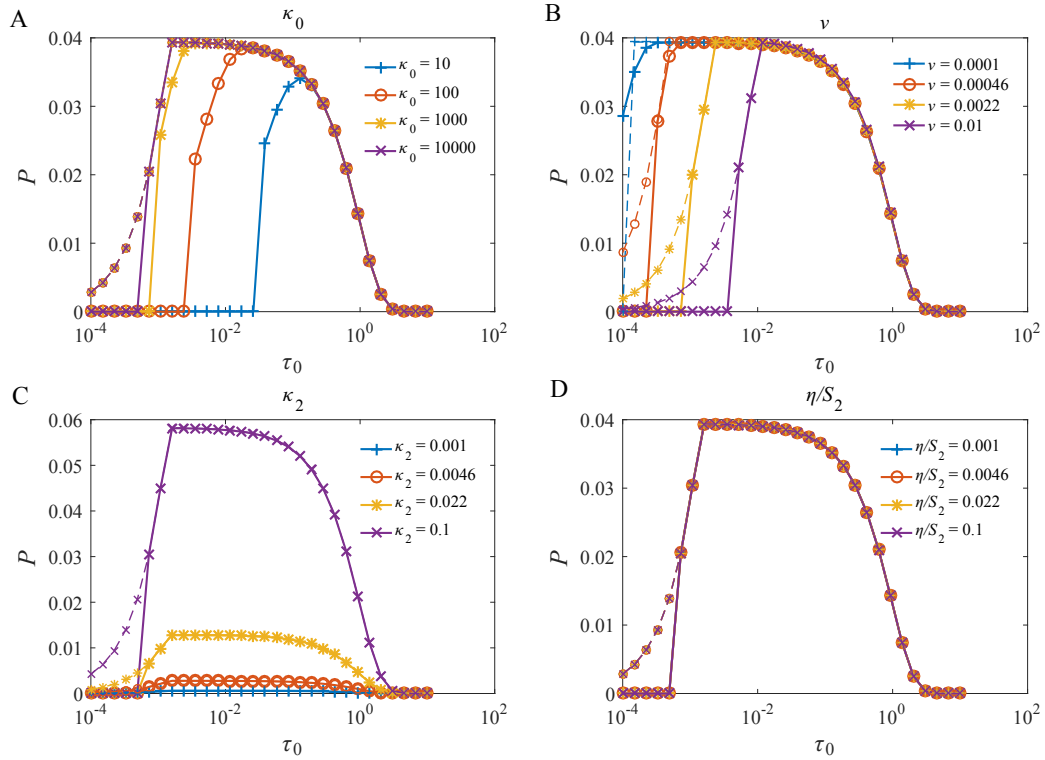 A
κ0
0.04
0.03
0.02
0.01
0
P
κ0 = 10
κ0 = 100
κ0 = 1000
κ0 = 10000
10-4
10-2
100
102
τ0
B
ν
0.04
0.03
0.02
0.01
0
P
ν = 0.0001
ν = 0.00046
ν = 0.0022
ν = 0.01
10-4
10-2
100
102
τ0
C
κ2
0.06
0.05
0.04
0.03
0.02
0.01
0
P
κ2 = 0.001
κ2 = 0.0046
κ2 = 0.022
κ2 = 0.1
10-4
10-2
100
102
τ0
D
η/S2
0.04
0.03
0.02
0.01
0
P
η/S2 = 0.001
η/S2 = 0.0046
η/S2 = 0.022
η/S2 = 0.1
10-4
10-2
100
102
τ0